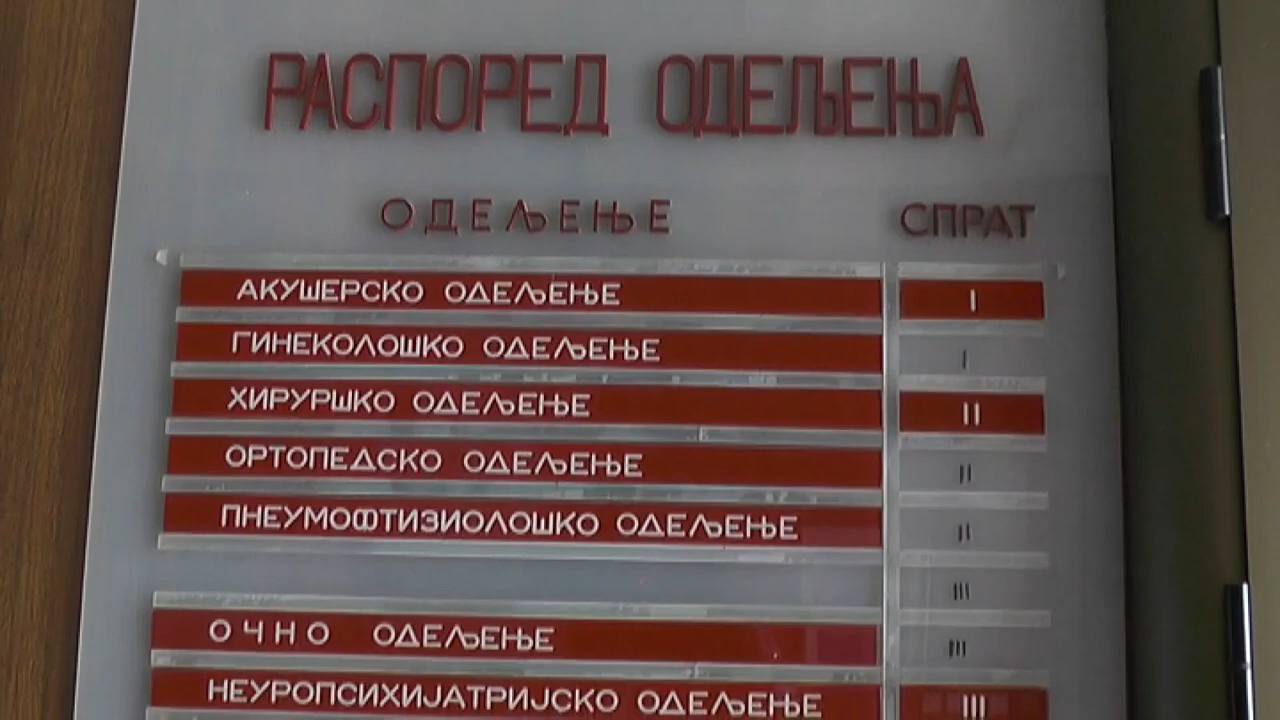 РАСПОРЕД ОДЕЉЕЊА
ОДЕЉЕЊЕ СПРАТ
АКУШЕРСКО ОДЕЉЕЊЕ I
ГИНЕКОЛОШКО ОДЕЉЕЊЕ I
ХИРУРШКО ОДЕЉЕЊЕ II
ОРТОПЕДСКО ОДЕЉЕЊЕ II
ПНЕУМОФТИЗИОЛОШКО ОДЕЉЕЊЕ II
III
ОЧНО ОДЕЉЕЊЕ III
НЕУРОПСИХИЈАТРИЈСКО ОДЕЉЕЊЕ III